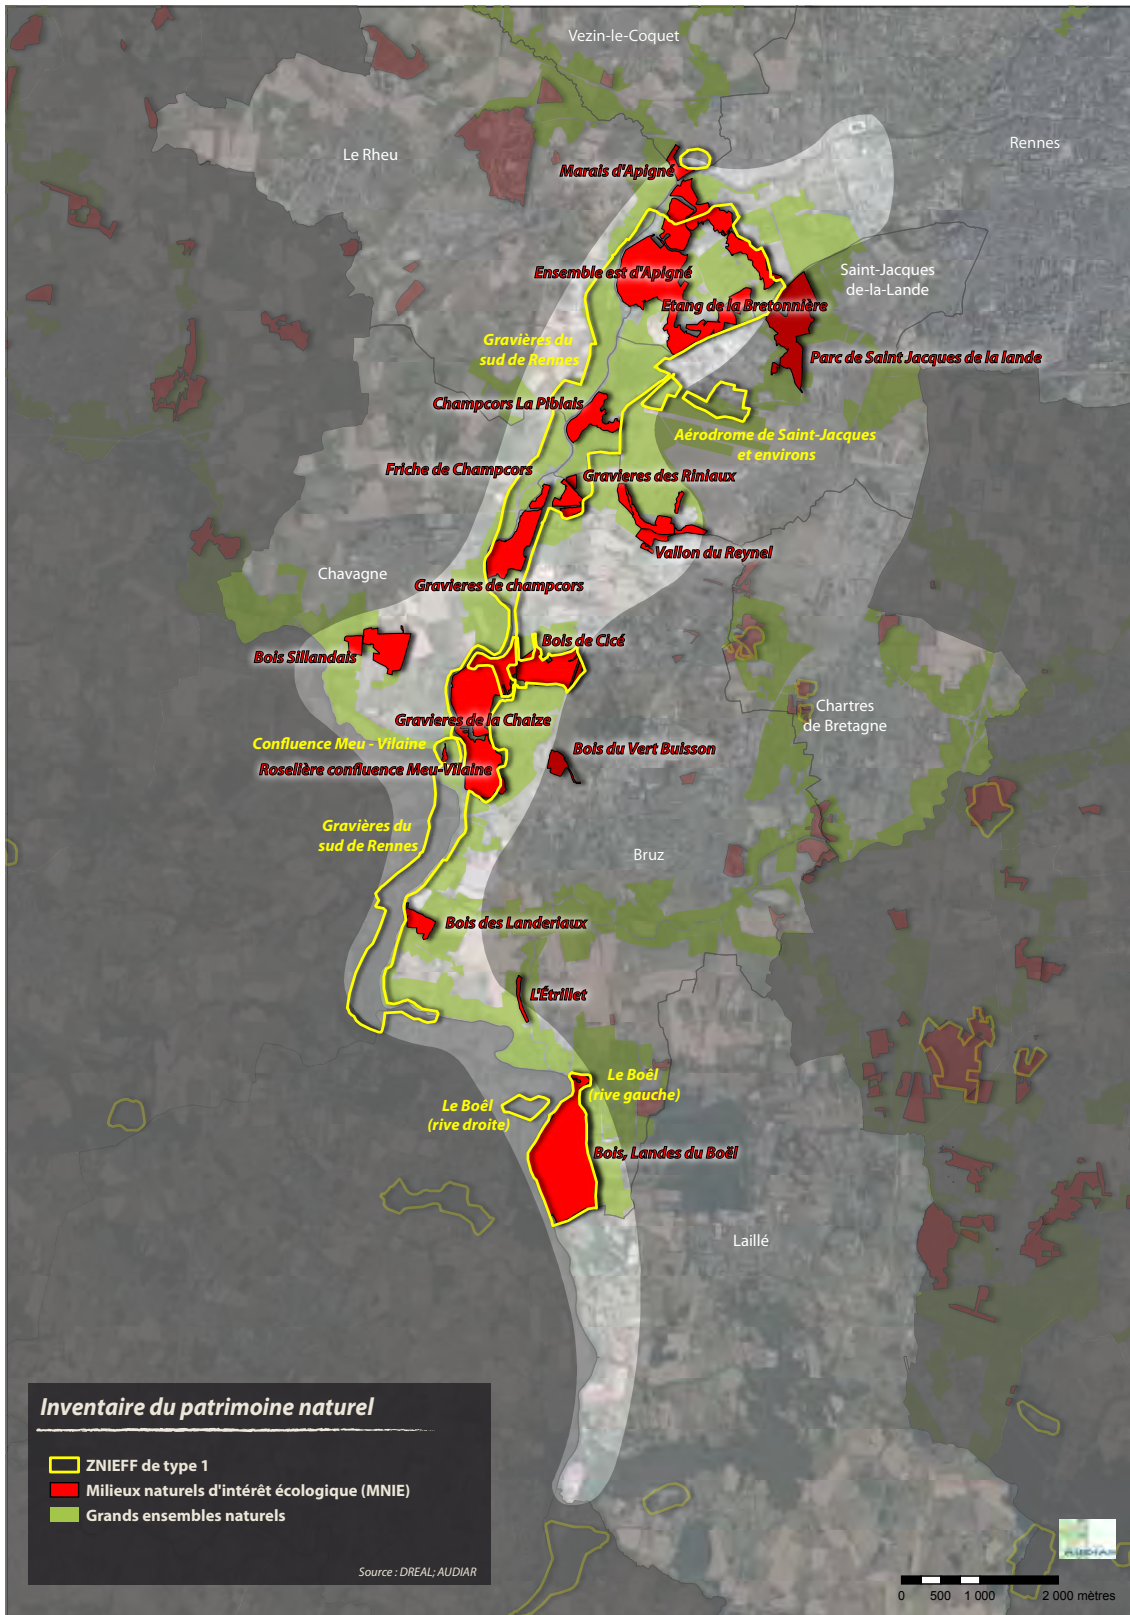 Vezin-le-Coquet
Rennes
Le Rheu
Marais d'Apigné
Ensemble est d'Apigné
Saint-Jacques
de-la-Lande
Etang de la Bretonnière
Gravières du
sud de Rennes
Parc de Saint Jacques de la lande
Champcors La Piblais
Aérodrome de Saint-Jacques
et environs
Friche de Champcors
Gravieres des Riniaux
Vallon du Reynel
Chavagne
Gravieres de champcors
Bois de Cicé
Bois Sillandais
Gravieres de la Chaize
Chartres
de Bretagne
Confluence Meu - Vilaine
Roselière confluence Meu-Vilaine
Bois du Vert Buisson
Gravières du
sud de Rennes
Bruz
Bois des Landeriaux
L'Étrillet
Le Boêl
(rive gauche)
Le Boêl
(rive droite)
Bois, Landes du Boël
Laillé
Inventaire du patrimoine naturel
ZNIEFF de type 1
Milieux naturels d'intérêt écologique (MNIE)
Grands ensembles naturels
Source : DREAL; AUDIAR
AUDIAR
0 500 1 000 2 000 mètres